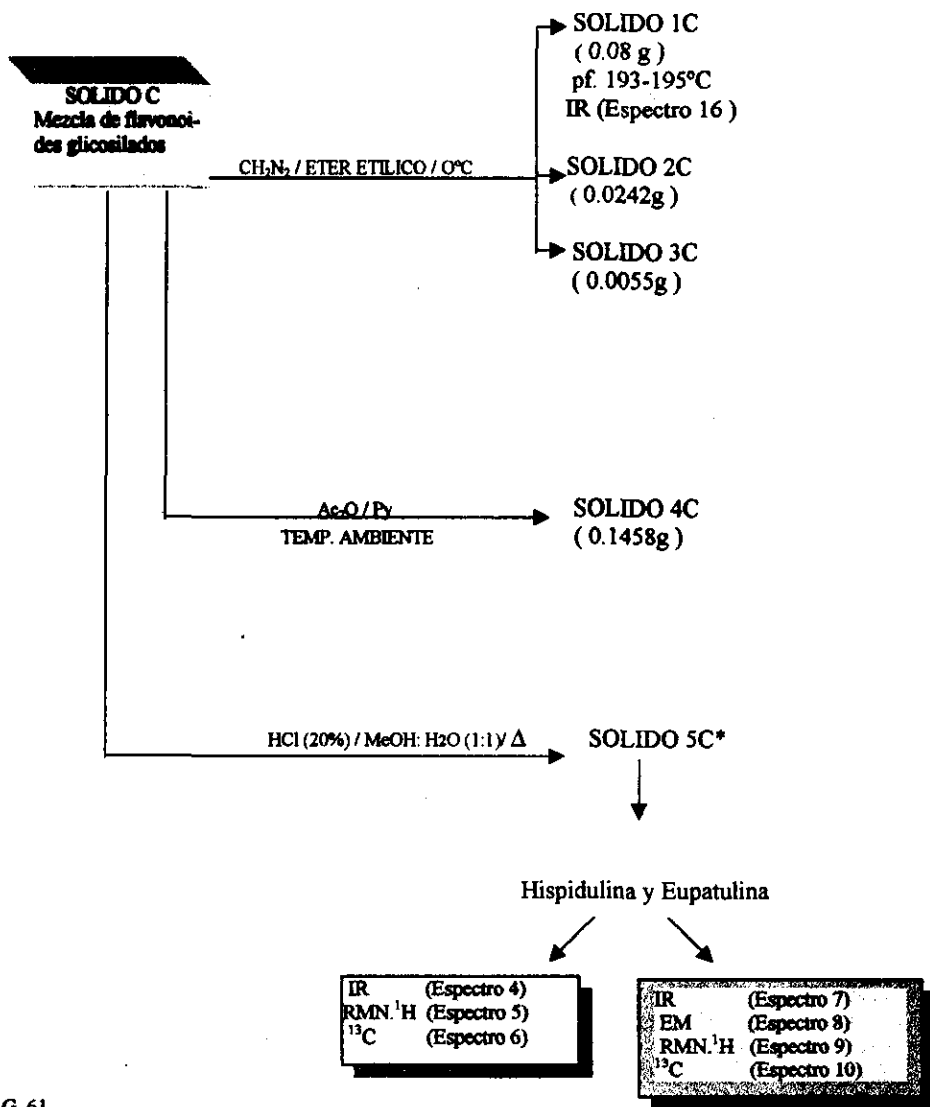 SOLIDO 1C
( 0.08 g )
pf. 193-195ºC
IR (Espectro 16 )
SOLIDO C
Mezcla de flavonoi-
des glicosilados
CH₂N₂ / ETER ETILICO / OºC
SOLIDO 2C
( 0.0242g )
SOLIDO 3C
( 0.0055g )
Ac₂O / Py
TEMP. AMBIENTE
SOLIDO 4C
( 0.1458g )
HCl (20%) / MeOH: H2O (1:1)/ Δ
SOLIDO 5C*
Hispidulina y Eupatulina
IR (Espectro 4)
RMN.¹H (Espectro 5)
¹³C (Espectro 6)
IR (Espectro 7)
EM (Espectro 8)
RMN.¹H (Espectro 9)
¹³C (Espectro 10)